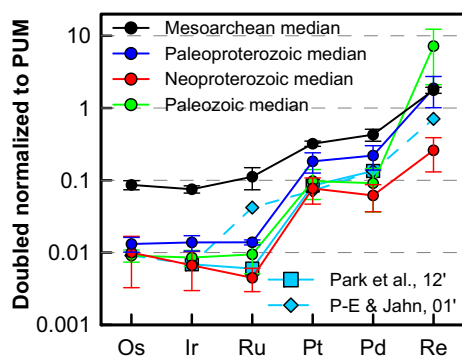 Doubled normalized to PUM
10
1
0.1
0.01
0.001
Mesoarchean median
Paleoproterozoic median
Neoproterozoic median
Paleozoic median
Park et al., 12'
P-E & Jahn, 01'
Os Ir Ru Pt Pd Re